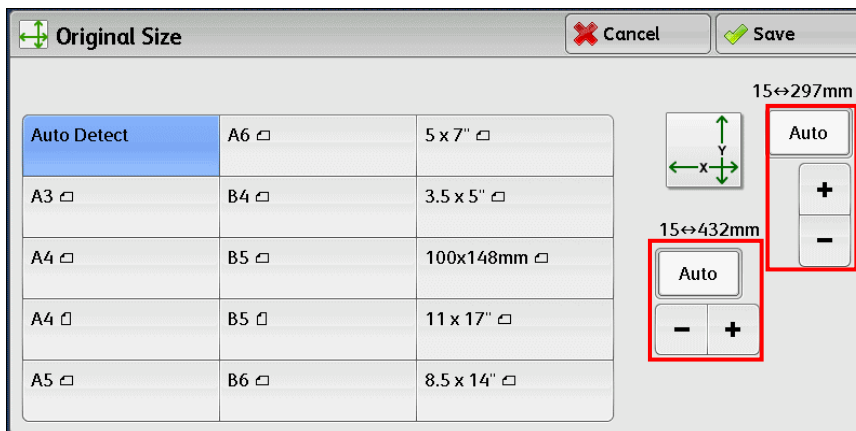 Original Size
Cancel
Save
15↔297mm
Auto Detect
A6
5 x 7"
Auto
Y
X
+
A3
B4
3.5 x 5"
−
15↔432mm
A4
B5
100x148mm
Auto
A4
B5
11 x 17"
− +
A5
B6
8.5 x 14"